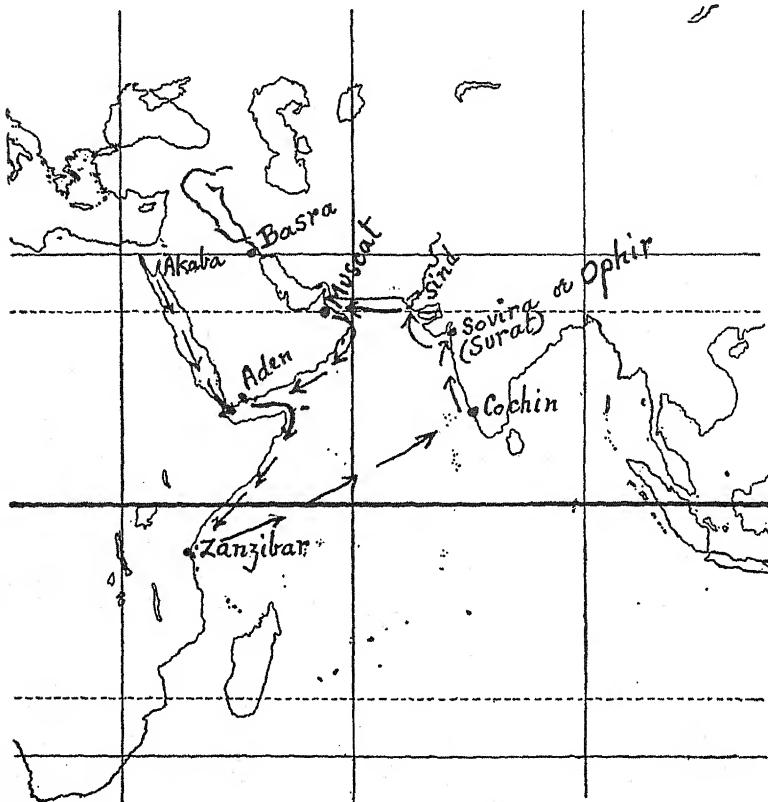 Basra
Akaba
Muscat
Sind
Sovira or Ophir
(Surat)
Aden
Cochin
Zanzibar